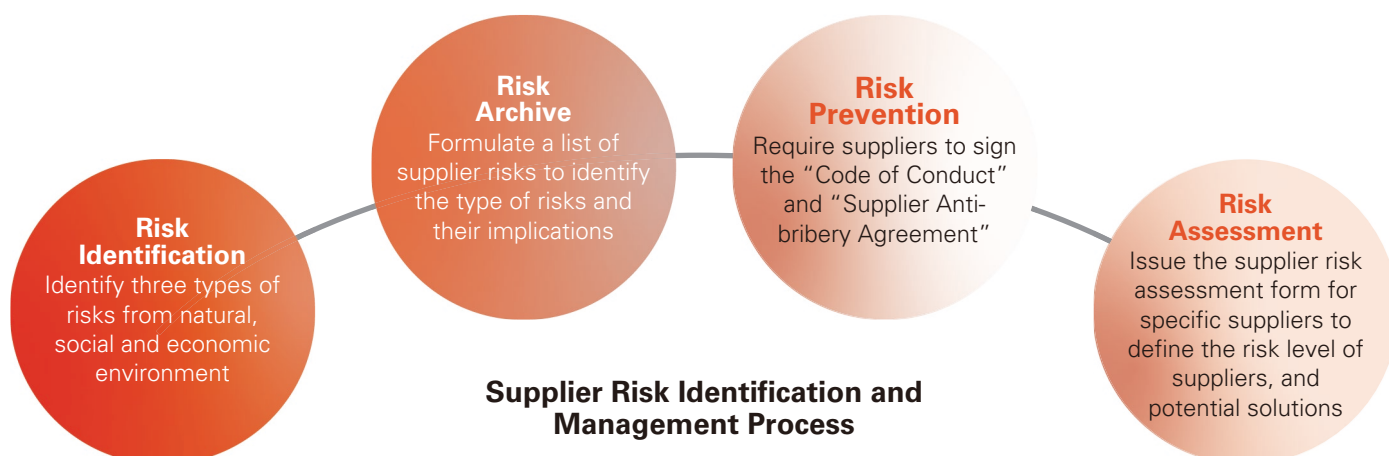 Risk
Identification
Identify three types of
risks from natural,
social and economic
environment
Risk
Archive
Formulate a list of
supplier risks to identify
the type of risks and
their implications
Risk
Prevention
Require suppliers to sign
the “Code of Conduct”
and “Supplier Anti-
bribery Agreement”
Risk
Assessment
Issue the supplier risk
assessment form for
specific suppliers to
define the risk level of
suppliers, and
potential solutions
Supplier Risk Identification and
Management Process